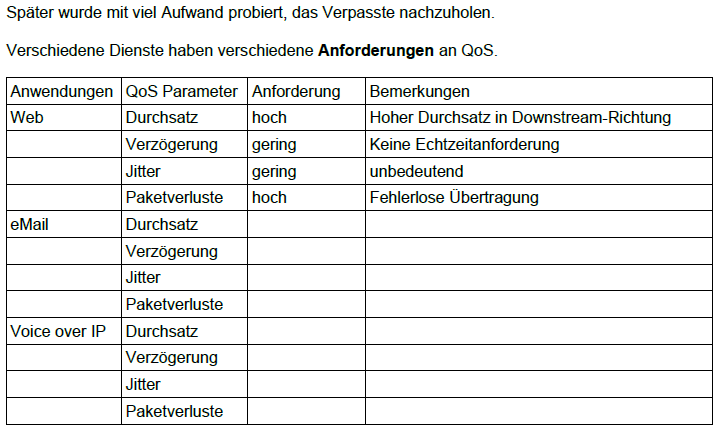 Später wurde mit viel Aufwand probiert, das Verpasste nachzuholen.
Verschiedene Dienste haben verschiedene Anforderungen an QoS.
Anwendungen QoS Parameter Anforderung Bemerkungen
Web Durchsatz hoch Hoher Durchsatz in Downstream-Richtung
Verzögerung gering Keine Echtzeitanforderung
Jitter gering unbedeutend
Paketverluste hoch Fehlerlose Übertragung
eMail Durchsatz
Verzögerung
Jitter
Paketverluste
Voice over IP Durchsatz
Verzögerung
Jitter
Paketverluste